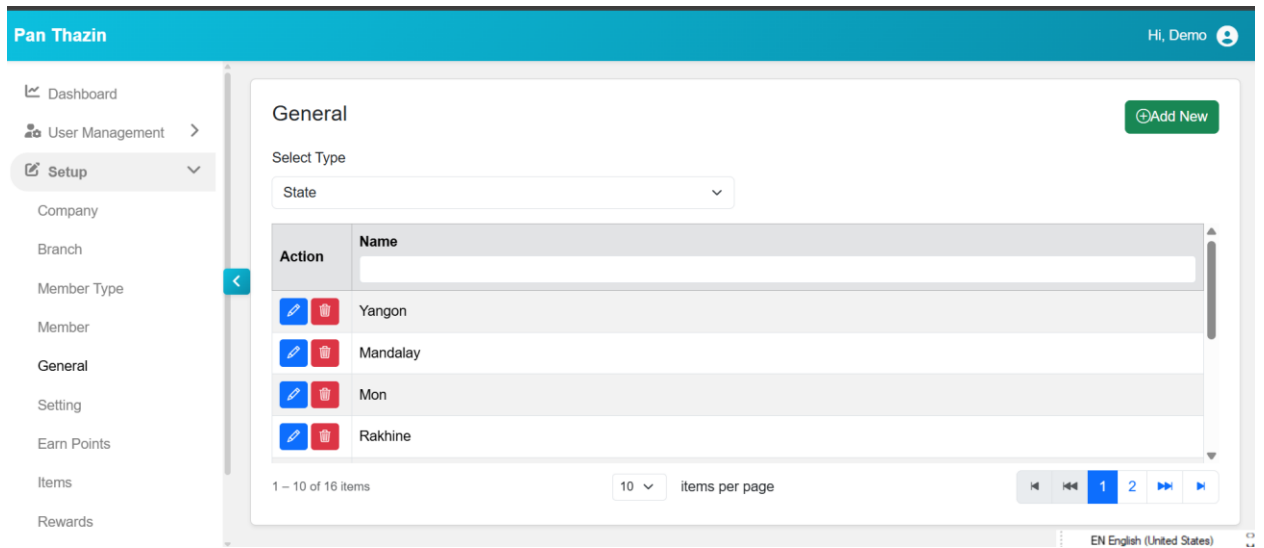 Pan Thazin
Hi, Demo
Dashboard
User Management
Setup
Company
Branch
Member Type
Member
General
Setting
Earn Points
Items
Rewards
General
Add New
Select Type
State
Action
Name
Yangon
Mandalay
Mon
Rakhine
1 – 10 of 16 items
10 items per page
1 2
EN English (United States)